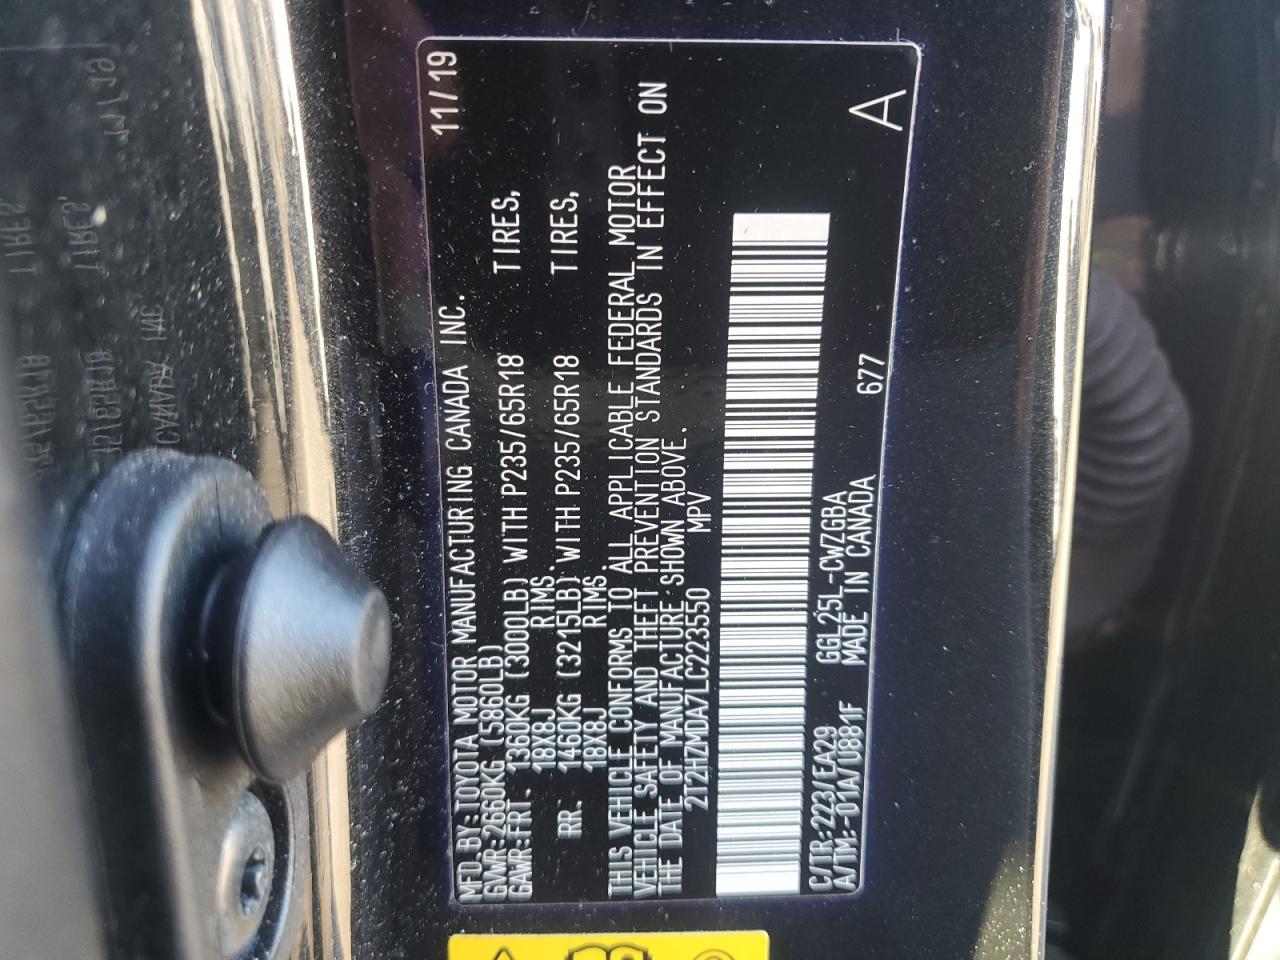 MFD.BY:TOYOTA MOTOR MANUFACTURING CANADA INC. 11/19
GVWR:2660KG (5860LB)
GAWR:FRT. 1360KG (3000LB) WITH P235/65R18 TIRES,
18X8J RIMS.
RR. 1460KG (3215LB) WITH P235/65R18 TIRES,
18X8J RIMS.
THIS VEHICLE CONFORMS TO ALL APPLICABLE FEDERAL MOTOR
VEHICLE SAFETY AND THEFT PREVENTION STANDARDS IN EFFECT ON
THE DATE OF MANUFACTURE SHOWN ABOVE.
2T2HZMDA7LC223550 MPV
C/TR:223/EA29 GGL25L-CWZGBA
A/TM:-01A/U881F MADE IN CANADA 677
A